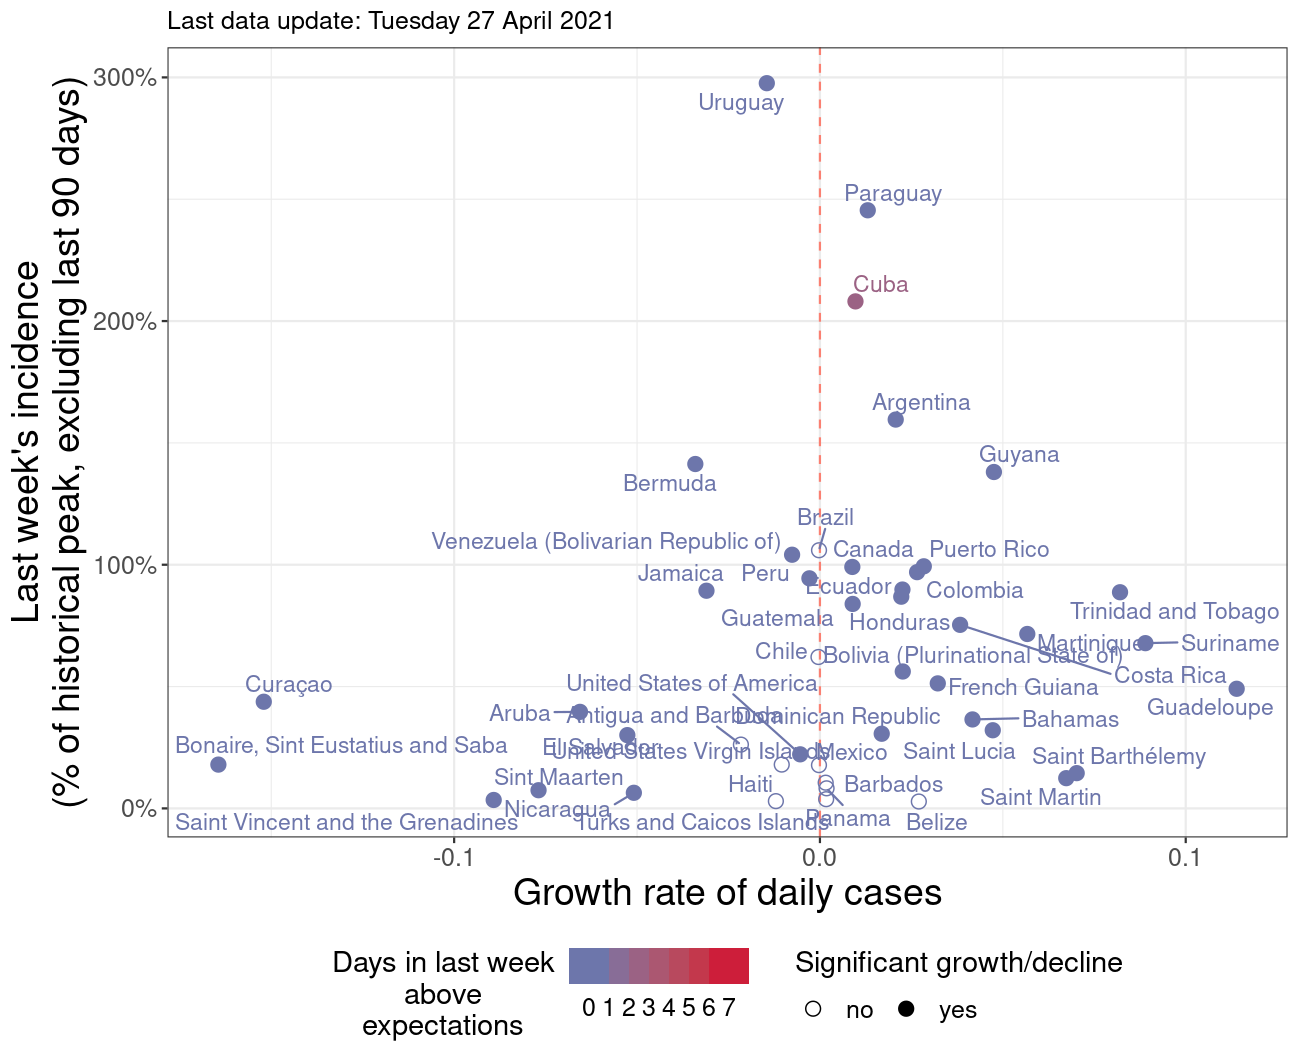 Last data update: Tuesday 27 April 2021
Last week's incidence
(% of historical peak, excluding last 90 days)
300%
200%
100%
0%
Uruguay
Paraguay
Cuba
Argentina
Guyana
Bermuda
Brazil
Venezuela (Bolivarian Republic of)
Canada
Puerto Rico
Jamaica
Peru
Ecuador
Colombia
Trinidad and Tobago
Guatemala
Honduras
Martinique
Suriname
Chile
Bolivia (Plurinational State of)
Costa Rica
Curaçao
United States of America
French Guiana
Guadeloupe
Aruba
Antigua and Barbuda
Dominican Republic
Bahamas
Bonaire, Sint Eustatius and Saba
El Salvador
United States Virgin Islands
Mexico
Saint Lucia
Saint Barthélemy
Sint Maarten
Haiti
Barbados
Saint Martin
Nicaragua
Saint Vincent and the Grenadines
Turks and Caicos Islands
Panama
Belize
-0.1
0.0
0.1
Growth rate of daily cases
Days in last week
above
expectations
0 1 2 3 4 5 6 7
Significant growth/decline
no
yes